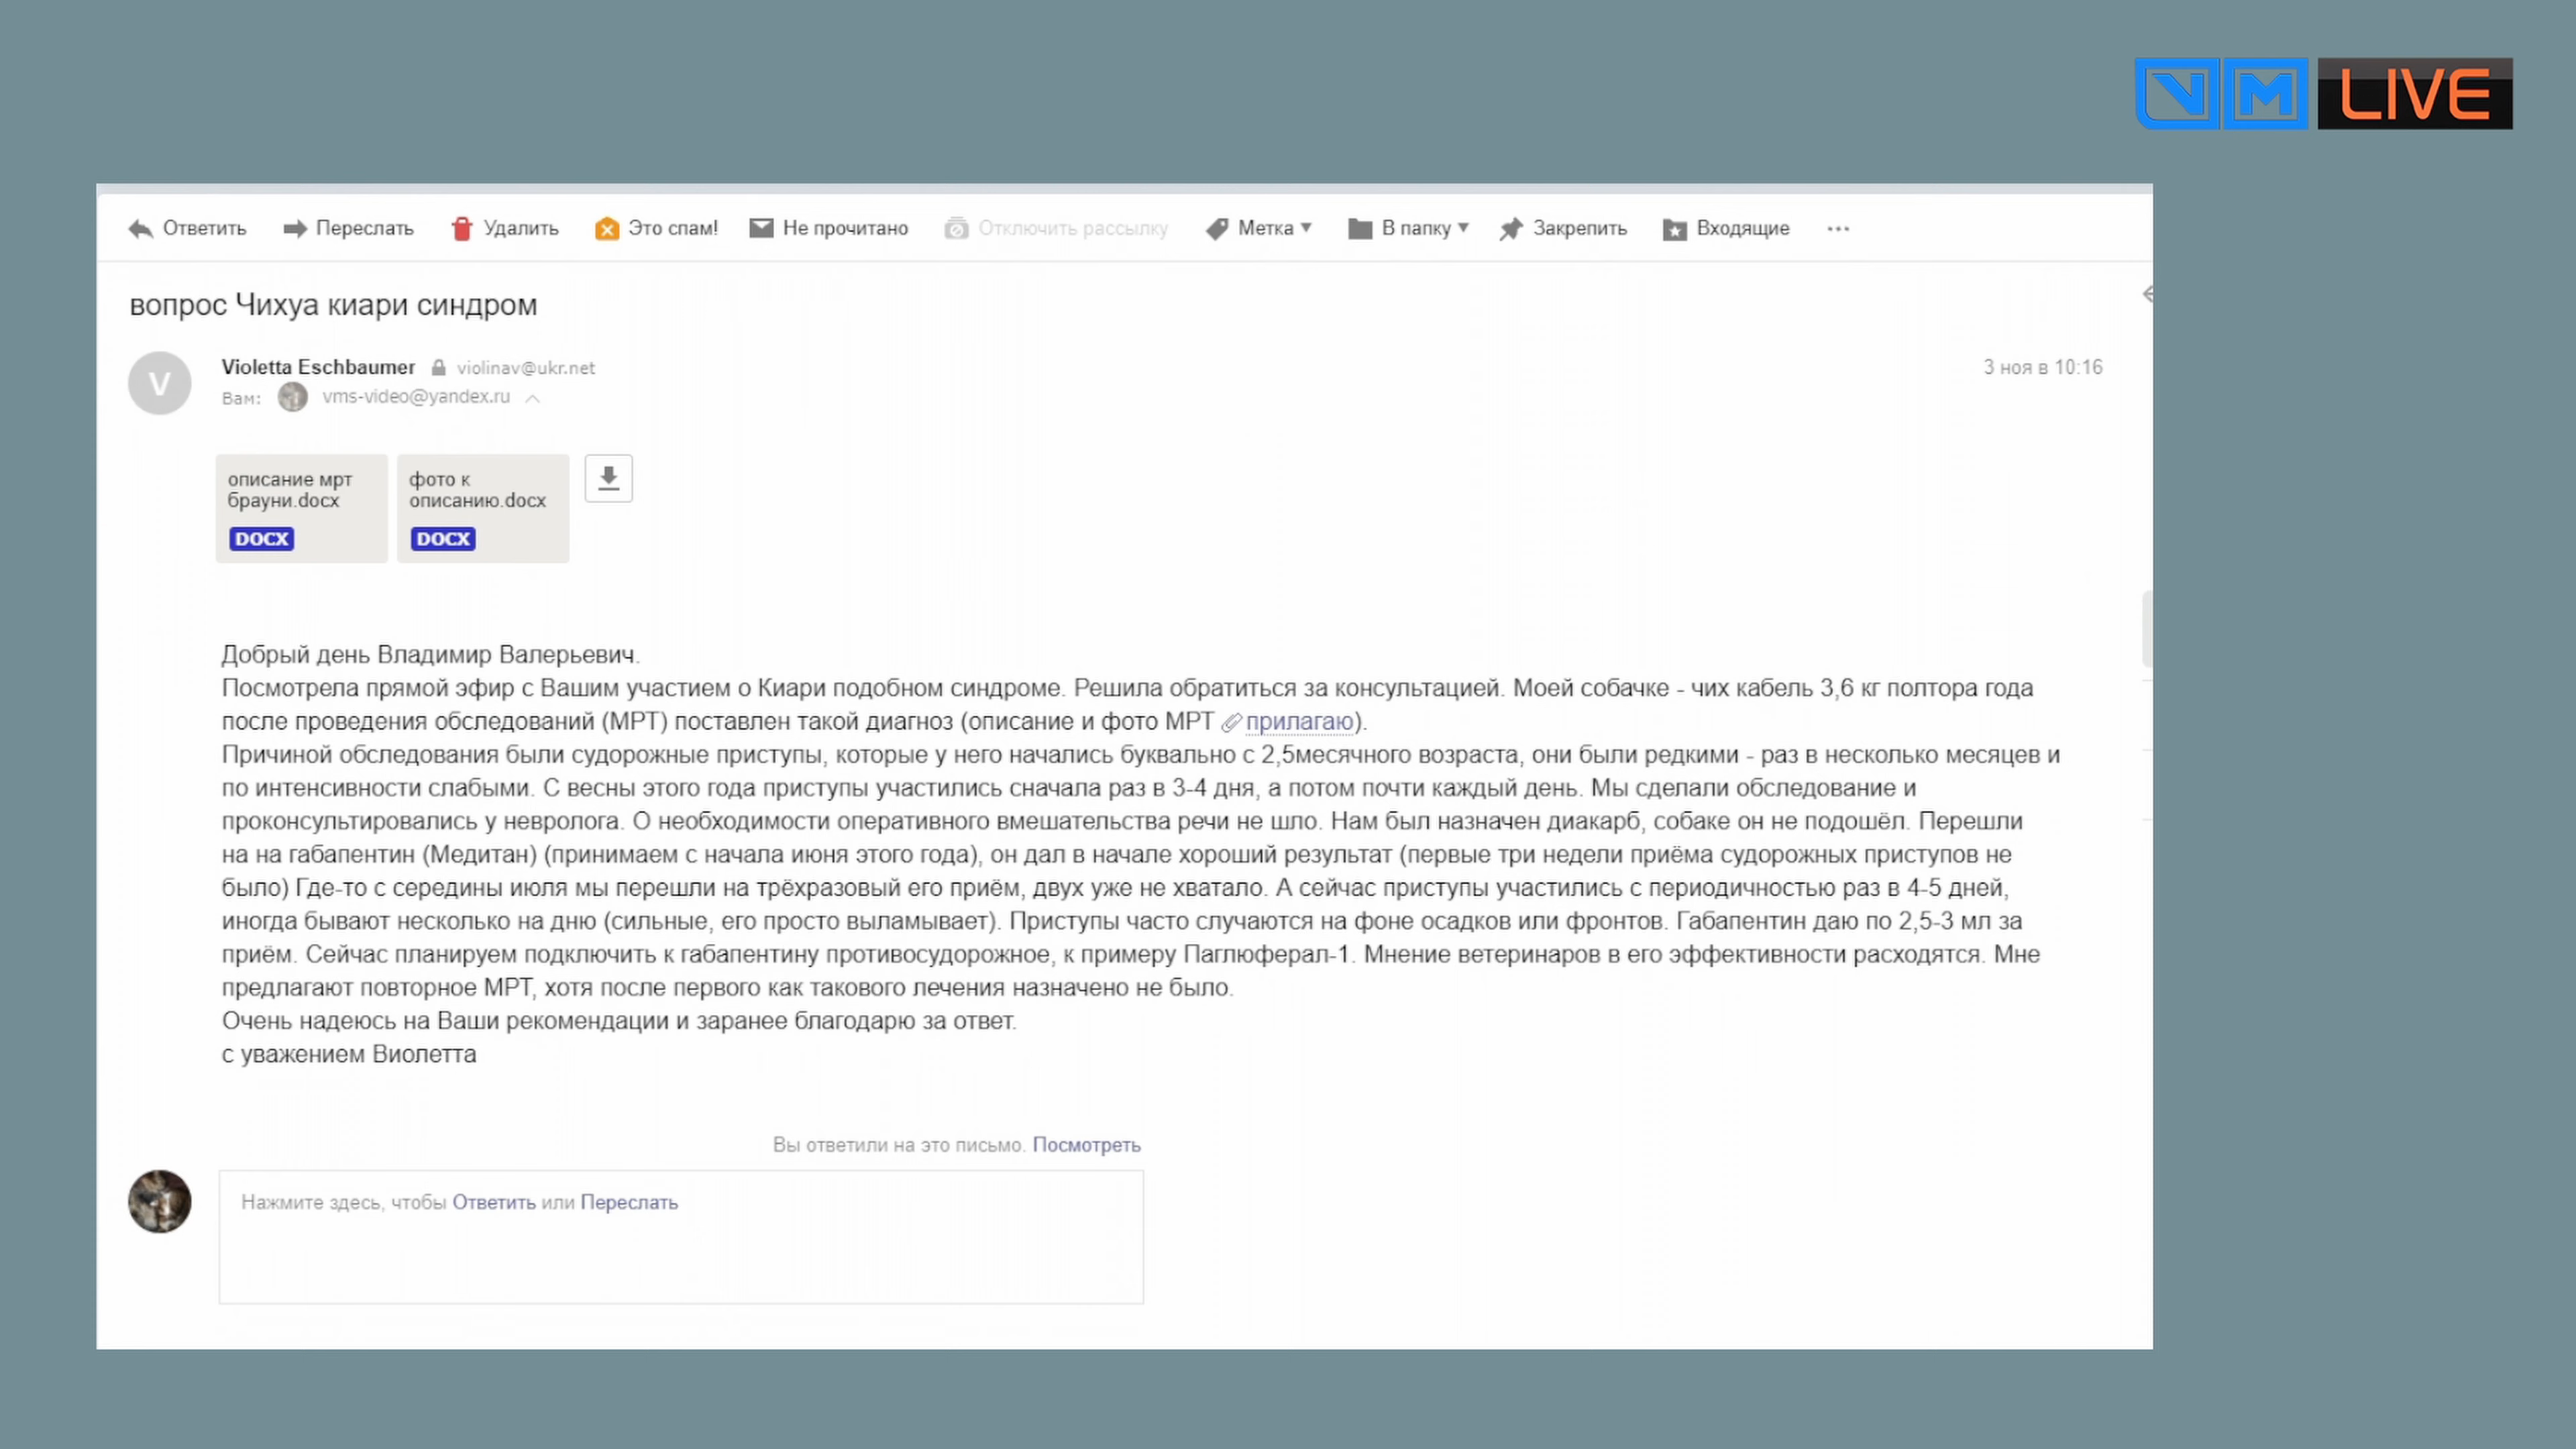 VM LIVE
Ответить Переслать Удалить Это спам! Не прочитано Отключить рассылку Метка В папку Закрепить Входящие ...
вопрос Чихуа киари синдром
Violetta Eschbaumer violinav@ukr.net
3 ноя в 10:16
V
Вам: vms-video@yandex.ru
описание мрт
брауни.docx
DOCX
фото к
описанию.docx
DOCX
Добрый день Владимир Валерьевич.
Посмотрела прямой эфир с Вашим участием о Киари подобном синдроме. Решила обратиться за консультацией. Моей собачке - чих кабель 3,6 кг полтора года
после проведения обследований (МРТ) поставлен такой диагноз (описание и фото МРТ прилагаю).
Причиной обследования были судорожные приступы, которые у него начались буквально с 2,5месячного возраста, они были редкими - раз в несколько месяцев и
по интенсивности слабыми. С весны этого года приступы участились сначала раз в 3-4 дня, а потом почти каждый день. Мы сделали обследование и
проконсультировались у невролога. О необходимости оперативного вмешательства речи не шло. Нам был назначен диакарб, собаке он не подошёл. Перешли
на на габапентин (Медитан) (принимаем с начала июня этого года), он дал в начале хороший результат (первые три недели приёма судорожных приступов не
было) Где-то с середины июля мы перешли на трёхразовый его приём, двух уже не хватало. А сейчас приступы участились с периодичностью раз в 4-5 дней,
иногда бывают несколько на дню (сильные, его просто выламывает). Приступы часто случаются на фоне осадков или фронтов. Габапентин даю по 2,5-3 мл за
приём. Сейчас планируем подключить к габапентину противосудорожное, к примеру Паглюферал-1. Мнение ветеринаров в его эффективности расходятся. Мне
предлагают повторное МРТ, хотя после первого как такового лечения назначено не было.
Очень надеюсь на Ваши рекомендации и заранее благодарю за ответ.
с уважением Виолетта
Вы ответили на это письмо. Посмотреть
Нажмите здесь, чтобы Ответить или Переслать